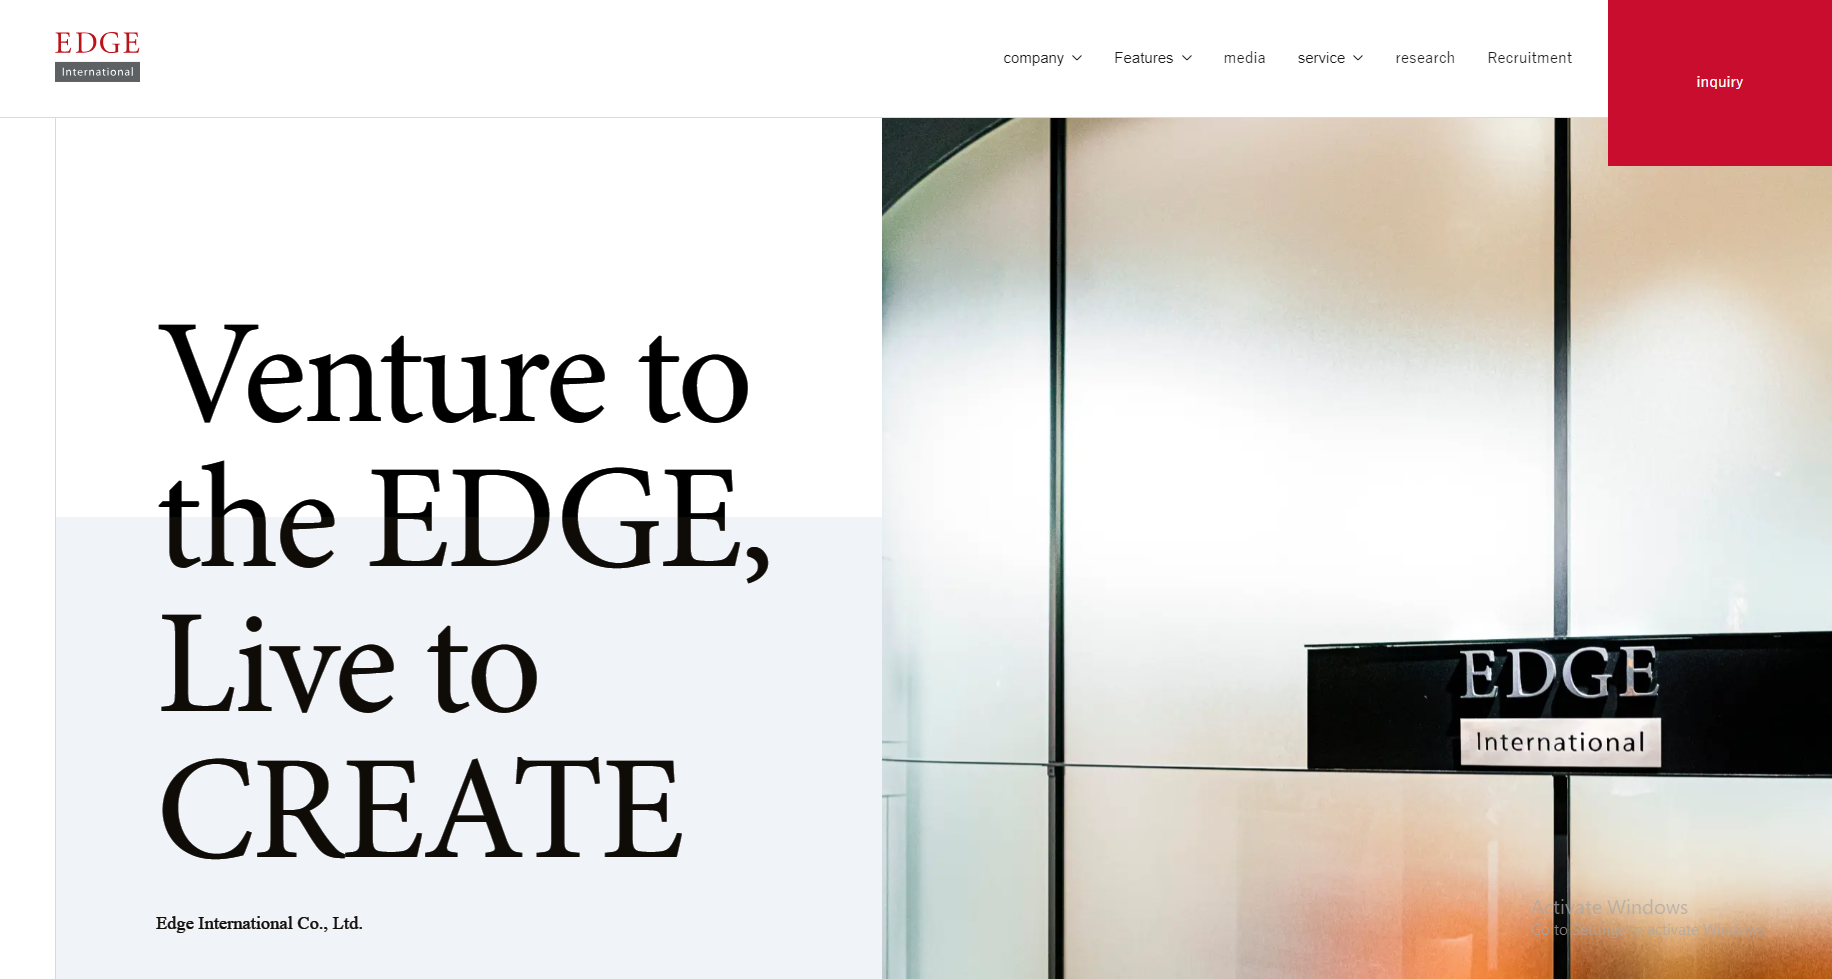 EDGE
International
company
Features
media
service
research
Recruitment
inquiry
Venture to
the EDGE,
Live to
CREATE
Edge International Co., Ltd.
EDGE
International
Activate Windows
Go to Settings to activate Windows.